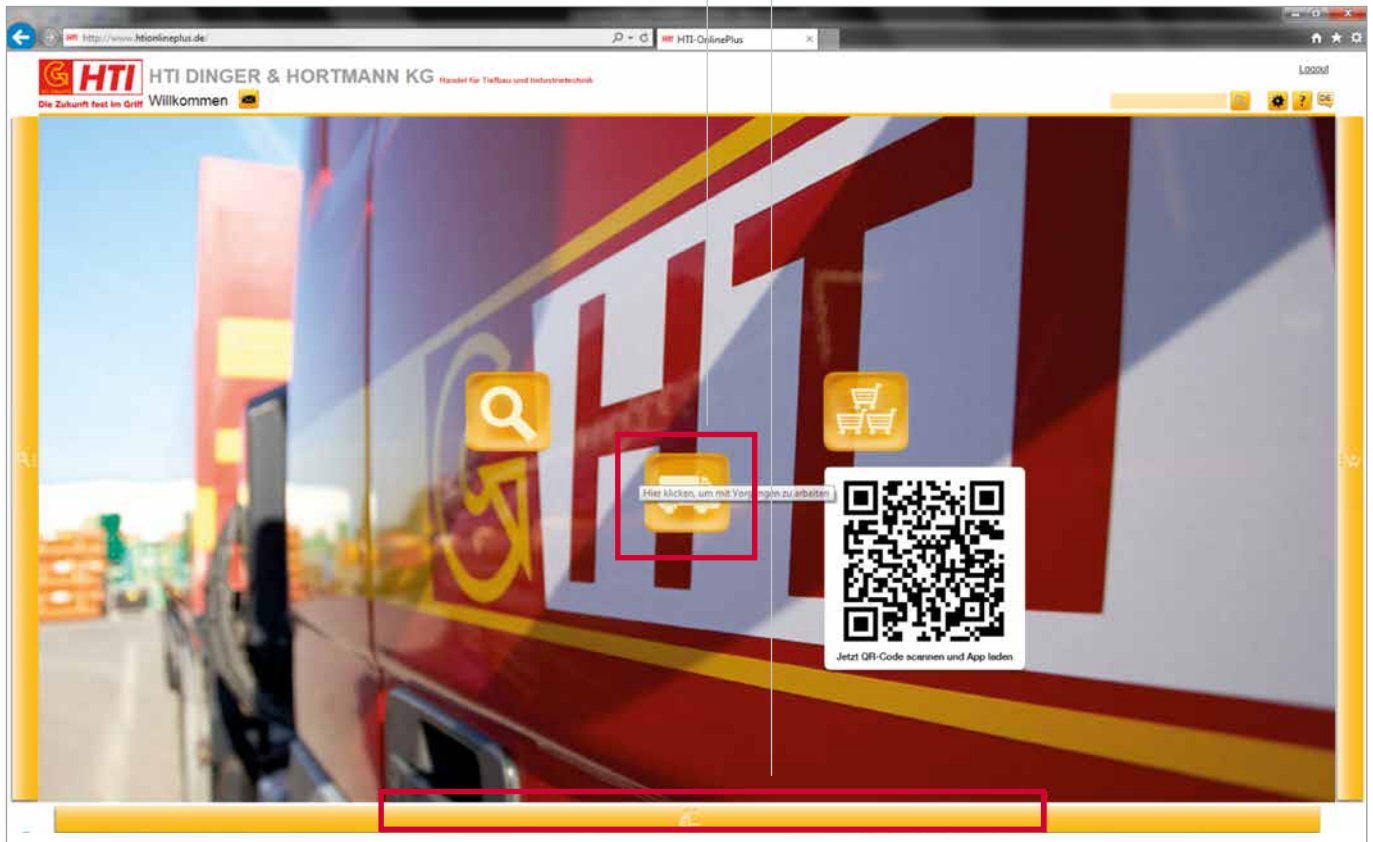 http://www.htionlineplus.de/
HTI-OnlinePlus
Logout
G HTI
HTI DINGER & HORTMANN KG Handel für Tiefbau und Industrietechnik
Die Zukunft fest im Griff
Willkommen
? DE
HTI
Hier klicken, um mit Vorgängen zu arbeiten
Jetzt QR-Code scannen und App laden